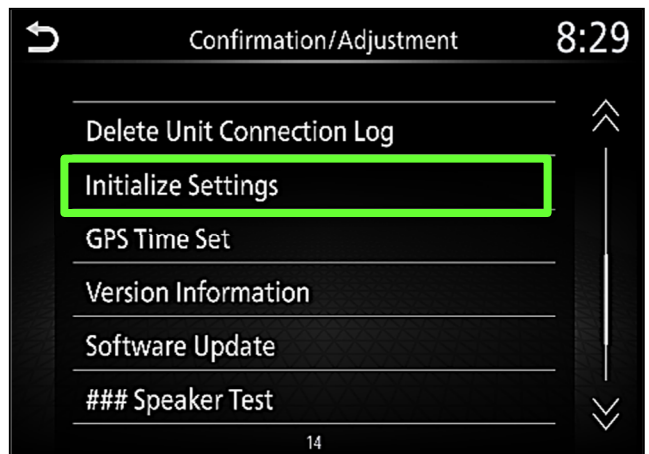 Confirmation/Adjustment 8:29
Delete Unit Connection Log
Initialize Settings
GPS Time Set
Version Information
Software Update
### Speaker Test
14